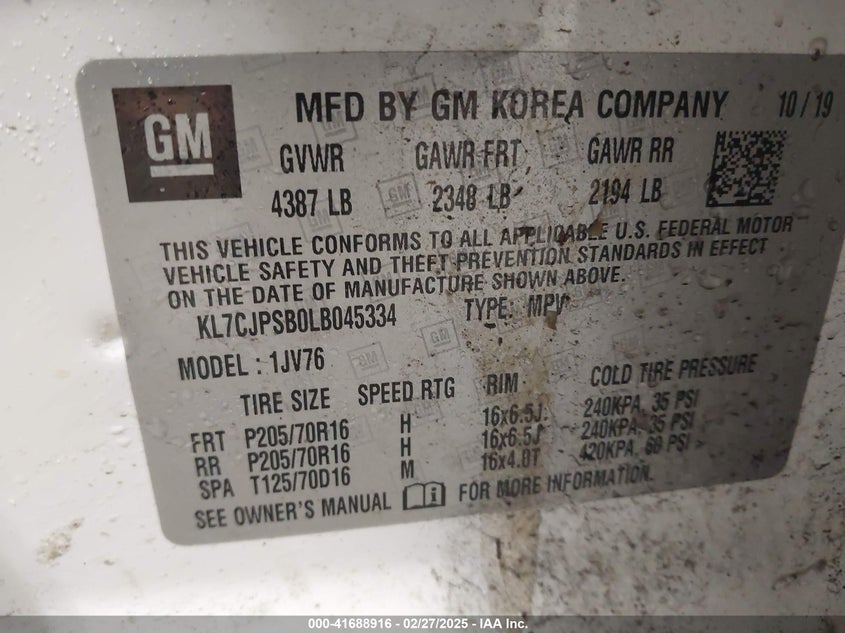 GM
MFD BY GM KOREA COMPANY 10/19
GVWR GAWR FRT GAWR RR
4387 LB 2348 LB 2194 LB
THIS VEHICLE CONFORMS TO ALL APPLICABLE U.S. FEDERAL MOTOR
VEHICLE SAFETY AND THEFT PREVENTION STANDARDS IN EFFECT
ON THE DATE OF MANUFACTURE SHOWN ABOVE.
KL7CJPSB0LB045334 TYPE: MPV
MODEL : 1JV76
TIRE SIZE SPEED RTG RIM COLD TIRE PRESSURE
FRT P205/70R16 H 16x6.5J 240KPA, 35 PSI
RR P205/70R16 H 16x6.5J 240KPA, 35 PSI
SPA T125/70D16 M 16x4.0T 420KPA, 60 PSI
SEE OWNER'S MANUAL FOR MORE INFORMATION.
000-41688916 - 02/27/2025 - IAA Inc.